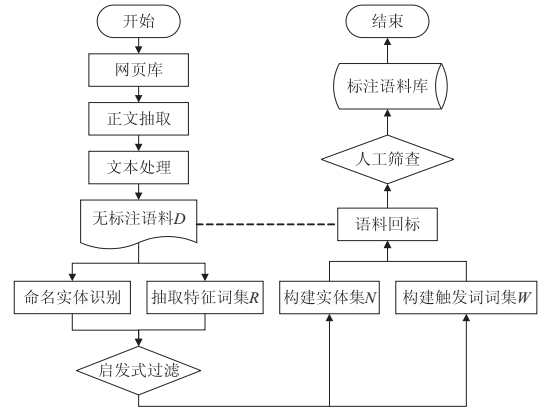 开始
网页库
正文抽取
文本处理
无标注语料D
命名实体识别
抽取特征词集R
启发式过滤
构建实体集N
构建触发词词集W
语料回标
人工筛查
标注语料库
结束